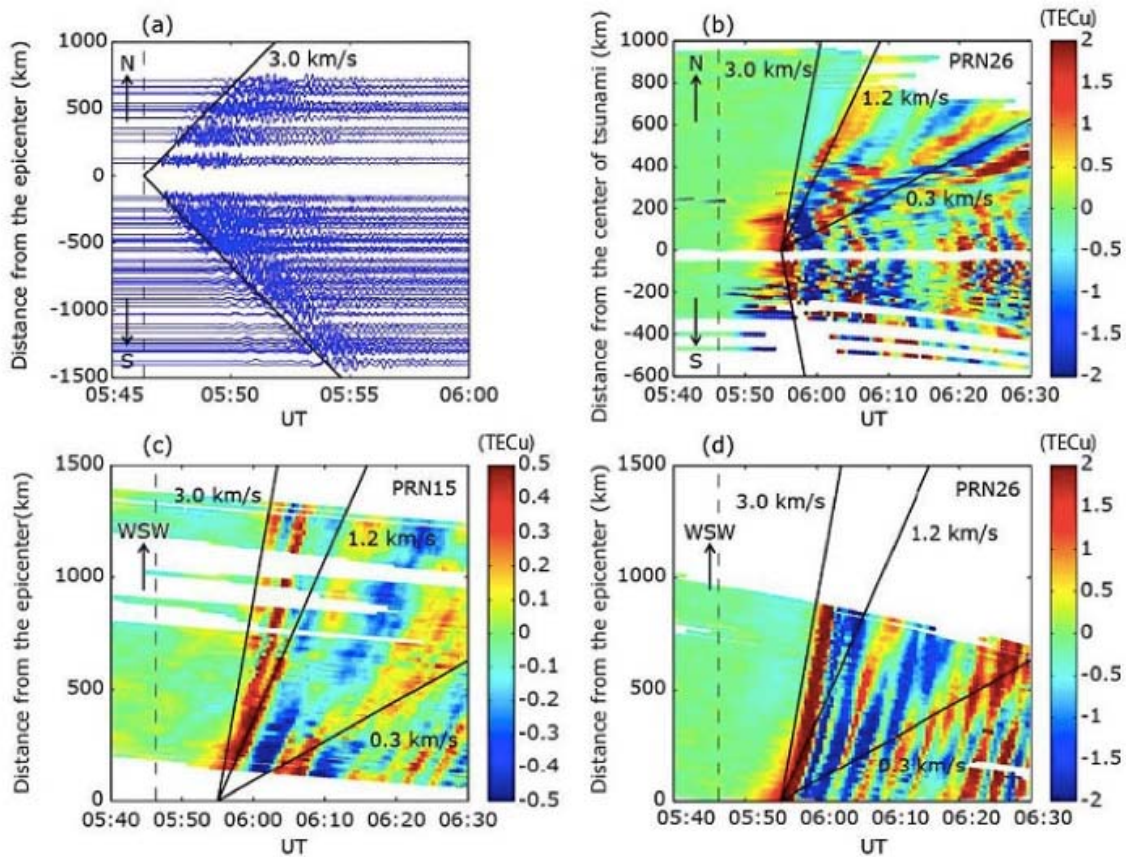 (a)
Distance from the epicenter (km)
1000
500
0
-500
-1000
-1500
N
S
3.0 km/s
05:45 05:50 05:55 06:00
UT
(b)
(TECu)
Distance from the center of tsunami (km)
1000
800
600
400
200
0
-200
-400
-600
N
S
3.0 km/s
1.2 km/s
0.3 km/s
PRN26
05:40 05:50 06:00 06:10 06:20 06:30
UT
2
1.5
1
0.5
0
-0.5
-1
-1.5
-2
(c)
(TECu)
Distance from the epicenter(km)
1500
1000
500
0
WSW
3.0 km/s
1.2 km/s
0.3 km/s
PRN15
05:40 05:50 06:00 06:10 06:20 06:30
UT
0.5
0.4
0.3
0.2
0.1
0
-0.1
-0.2
-0.3
-0.4
-0.5
(d)
(TECu)
Distance from the epicenter (km)
1500
1000
500
0
WSW
3.0 km/s
1.2 km/s
0.3 km/s
PRN26
05:40 05:50 06:00 06:10 06:20 06:30
UT
2
1.5
1
0.5
0
-0.5
-1
-1.5
-2